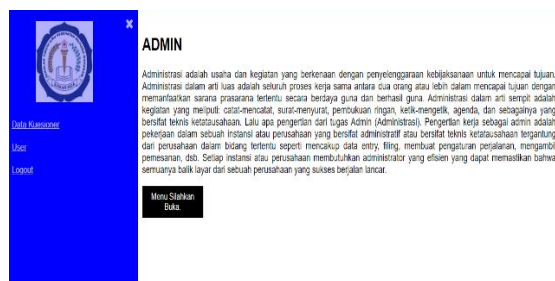 ×
ADMIN
Administrasi adalah usaha dan kegiatan yang berkenaan dengan penyelenggaraan kebijaksanaan untuk mencapai tujuan.
Administrasi dalam arti luas adalah seluruh proses kerja sama antara dua orang atau lebih dalam mencapai tujuan dengan
memanfaatkan sarana prasarana tertentu secara berdaya guna dan berhasil guna. Administrasi dalam arti sempit adalah
kegiatan yang meliputi: catat-mencatat, surat-menyurat, pembukuan ringan, ketik-mengetik, agenda, dan sebagainya yang
bersifat teknis ketatausahaan. Lalu apa pengertian dari tugas Admin (Administrasi). Pengertian kerja sebagai admin adalah
pekerjaan dalam sebuah instansi atau perusahaan yang bersifat administratif atau bersifat teknis ketatausahaan tergantung
dari perusahaan dalam bidang tertentu seperti mencakup data entry, filing, membuat pengaturan perjalanan, mengambil
pemesanan, dsb. Setiap instansi atau perusahaan membutuhkan administrator yang efisien yang dapat memastikan bahwa
semuanya balik layar dari sebuah perusahaan yang sukses berjalan lancar.
Data Kuesioner
User
Logout
Menu Silahkan
Buka.